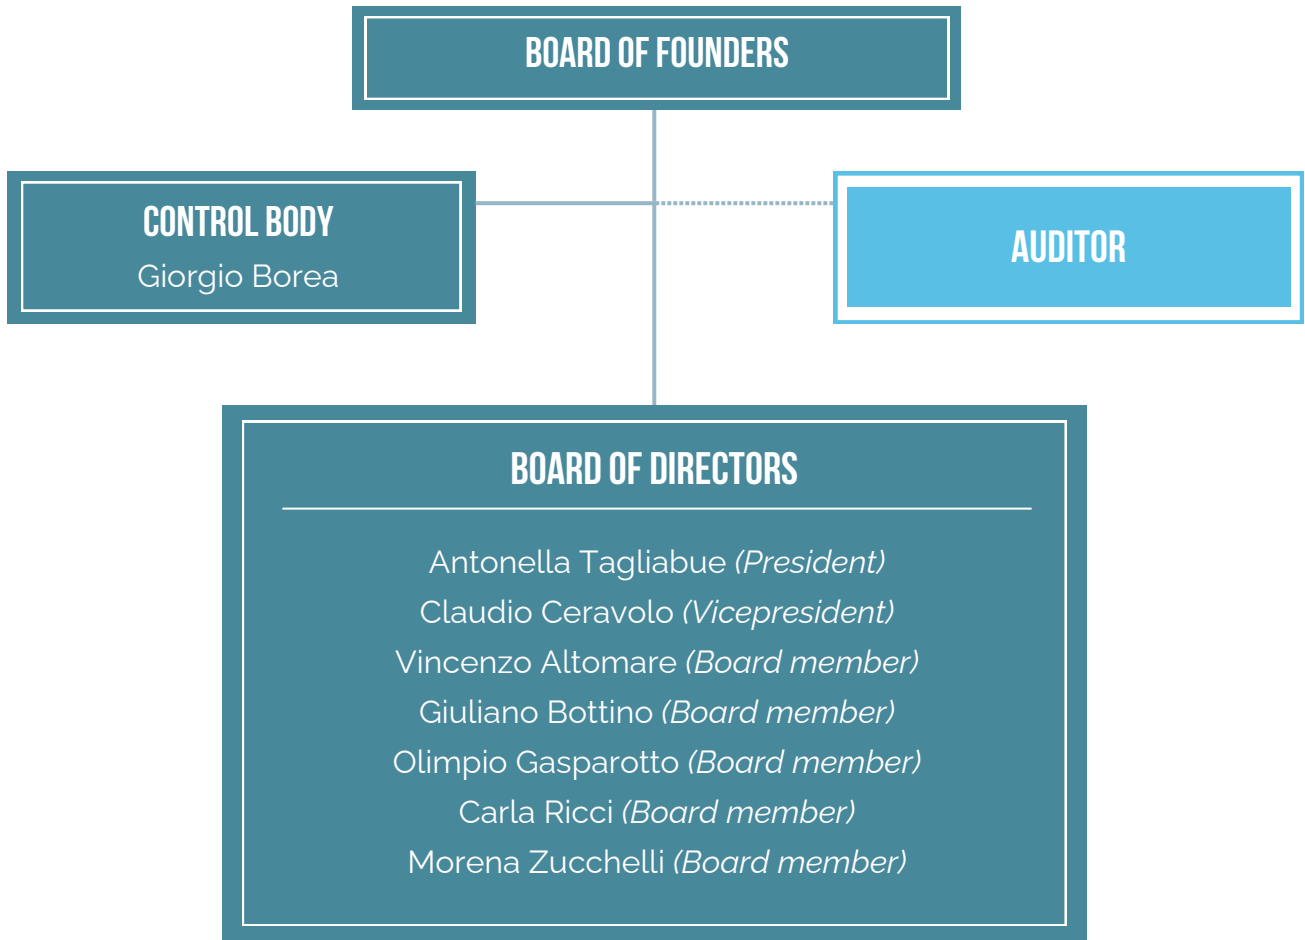 BOARD OF FOUNDERS
CONTROL BODY
Giorgio Borea
AUDITOR
BOARD OF DIRECTORS
Antonella Tagliabue (President)
Claudio Ceravolo (Vicepresident)
Vincenzo Altomare (Board member)
Giuliano Bottino (Board member)
Olimpio Gasparotto (Board member)
Carla Ricci (Board member)
Morena Zucchelli (Board member)